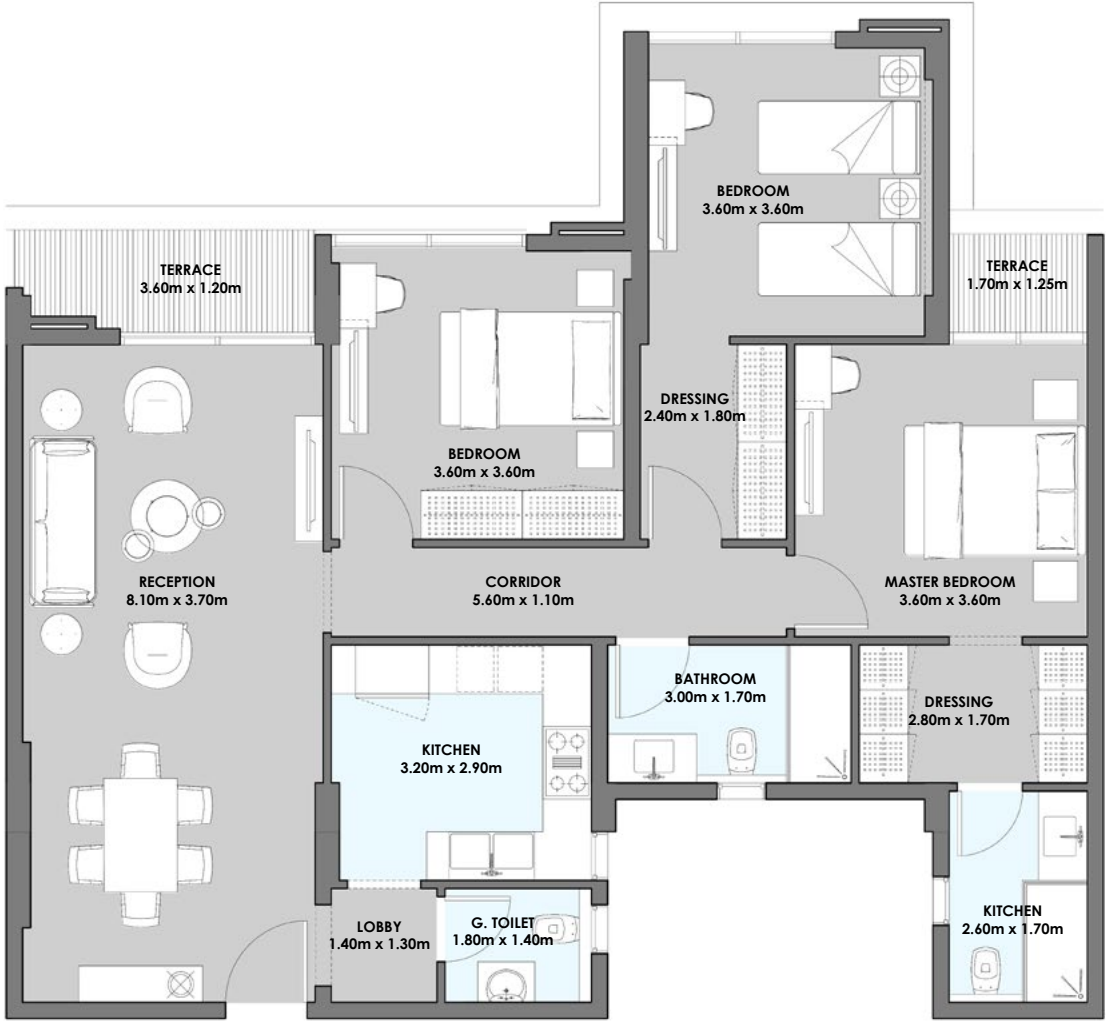 BEDROOM
3.60m x 3.60m
TERRACE
3.60m x 1.20m
TERRACE
1.70m x 1.25m
DRESSING
2.40m x 1.80m
BEDROOM
3.60m x 3.60m
RECEPTION
8.10m x 3.70m
CORRIDOR
5.60m x 1.10m
MASTER BEDROOM
3.60m x 3.60m
BATHROOM
3.00m x 1.70m
DRESSING
2.80m x 1.70m
KITCHEN
3.20m x 2.90m
LOBBY
1.40m x 1.30m
G. TOILET
1.80m x 1.40m
KITCHEN
2.60m x 1.70m